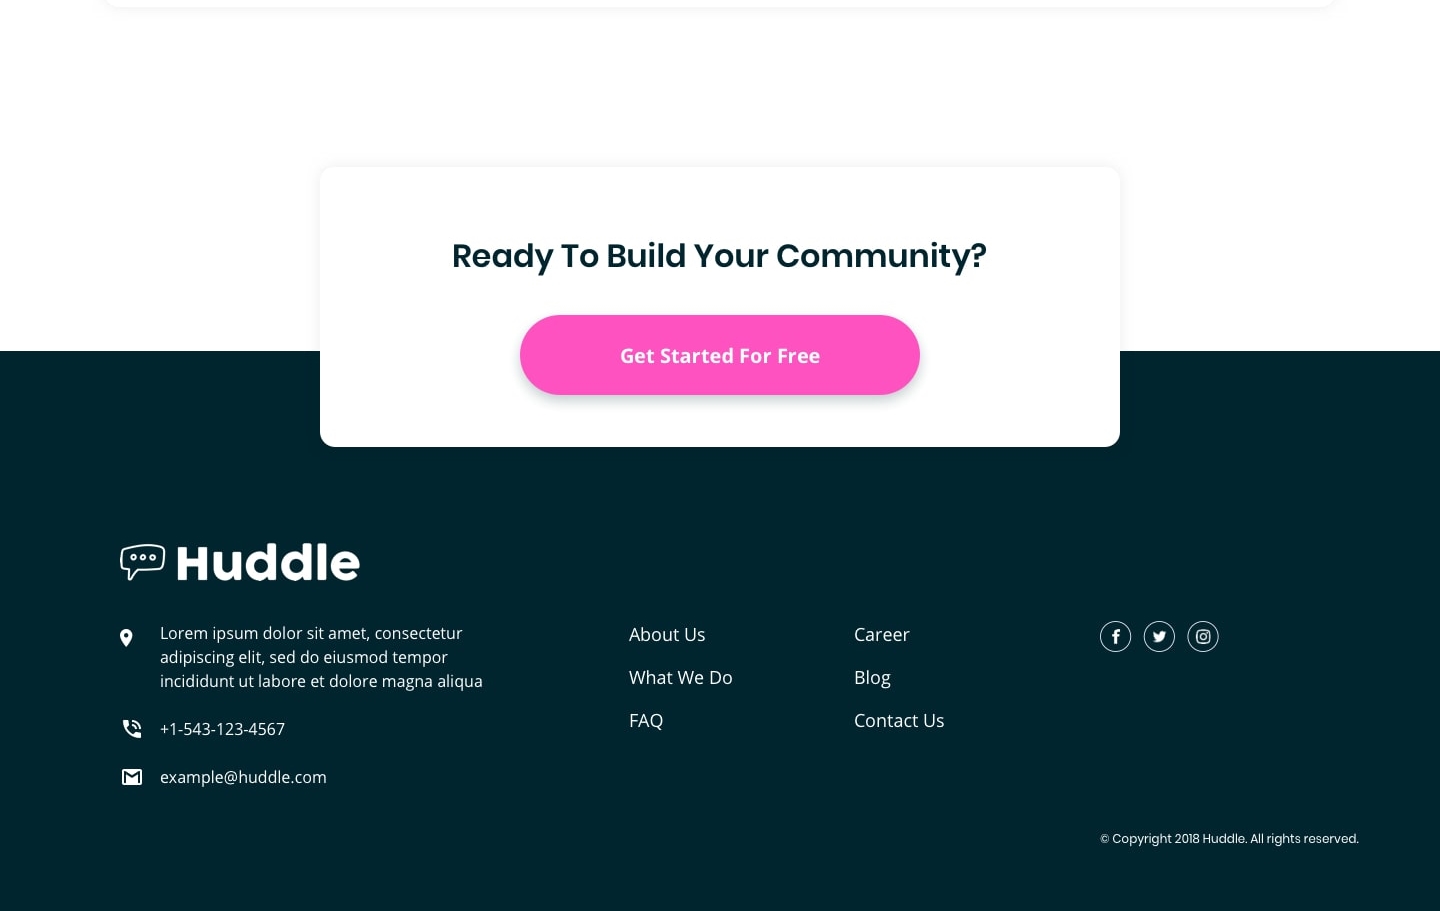 Ready To Build Your Community?
Get Started For Free
Huddle
Lorem ipsum dolor sit amet, consectetur
adipiscing elit, sed do eiusmod tempor
incididunt ut labore et dolore magna aliqua
+1-543-123-4567
example@huddle.com
About Us
What We Do
FAQ
Career
Blog
Contact Us
© Copyright 2018 Huddle. All rights reserved.